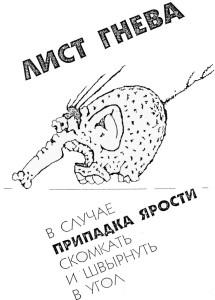 ЛИСТ ГНЕВА
В СЛУЧАЕ
ПРИПАДКА ЯРОСТИ
СКОМКАТЬ
И ШВЫРНУТЬ
В УГОЛ